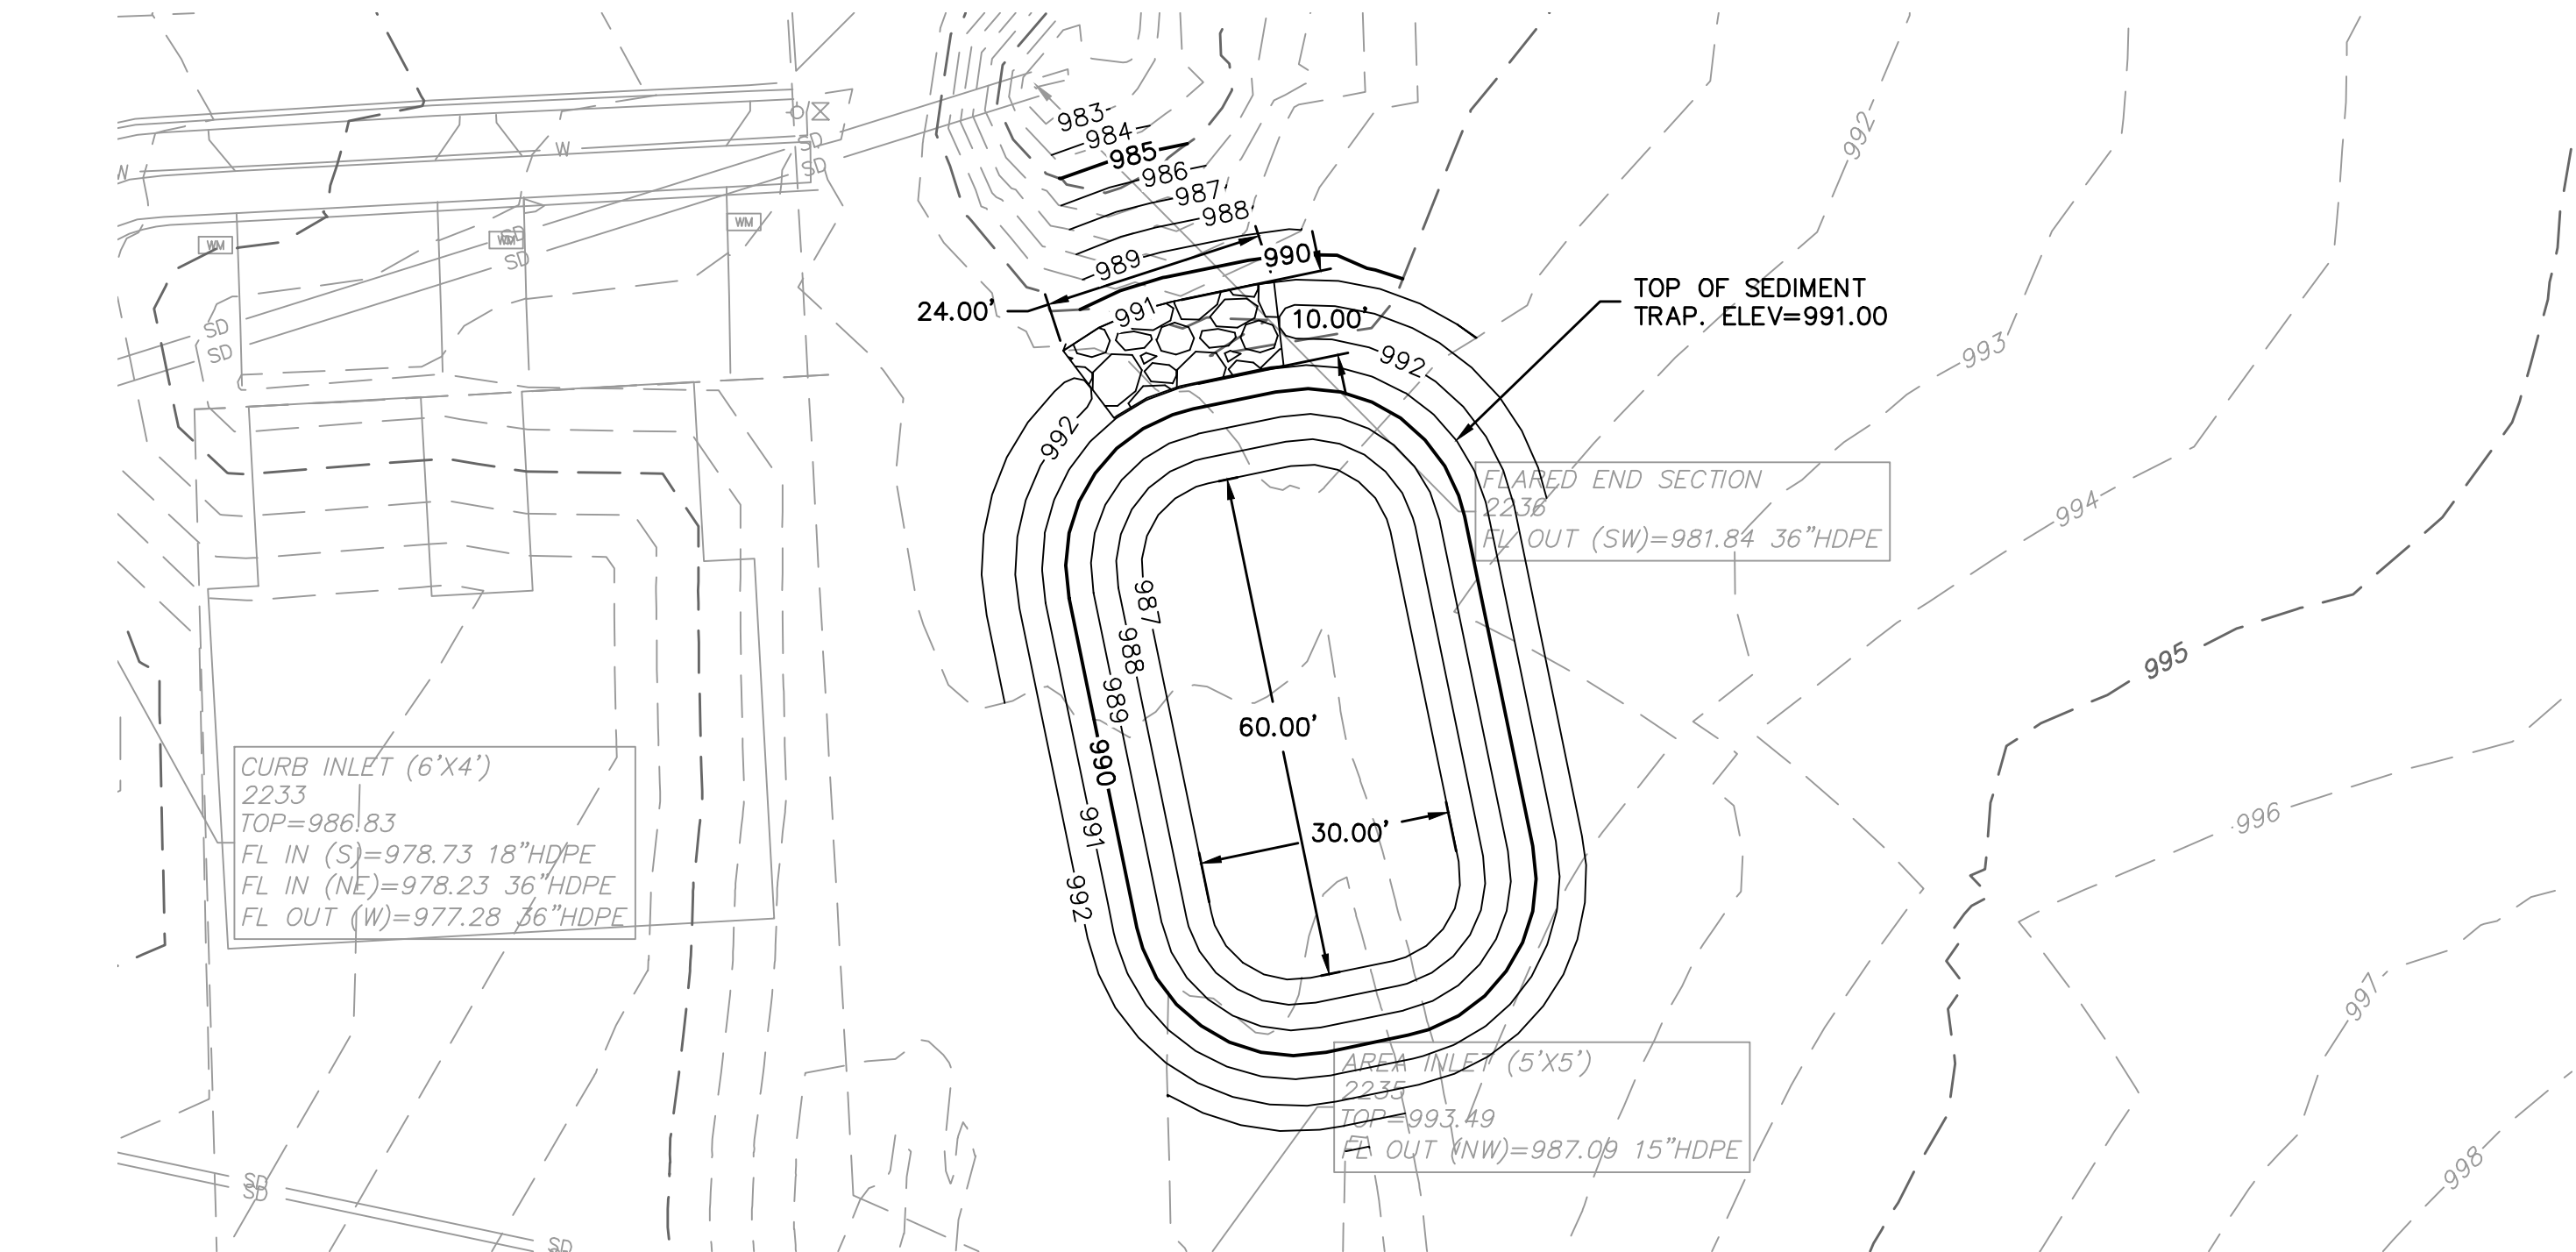 983
984
985
986
987
988
989
990
24.00'
991
10.00'
TOP OF SEDIMENT
TRAP. ELEV=991.00
992
992
992
993
994
995
996
997
998
W
W
SD
SD
WM
WM
WM
SD
SD
SD
SD
FLARED END SECTION
2236
FL OUT (SW)=981.84 36"HDPE
987
988
989
990
991
992
60.00'
30.00'
CURB INLET (6'X4')
2233
TOP=986.83
FL IN (S)=978.73 18"HDPE
FL IN (NE)=978.23 36"HDPE
FL OUT (W)=977.28 36"HDPE
AREA INLET (5'X5')
2235
TOP=993.49
FL OUT (NW)=987.09 15"HDPE
SD
SD
SD